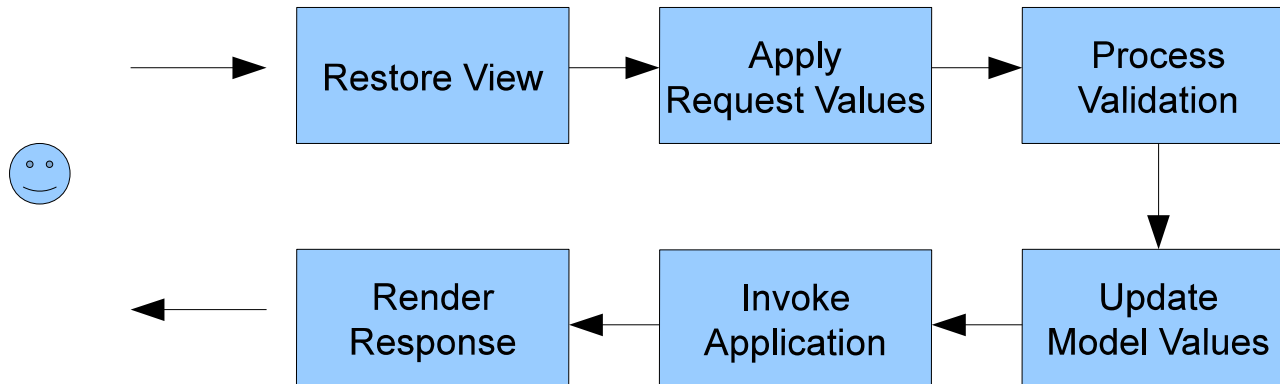 Restore View
Apply
Request Values
Process
Validation
Render
Response
Invoke
Application
Update
Model Values